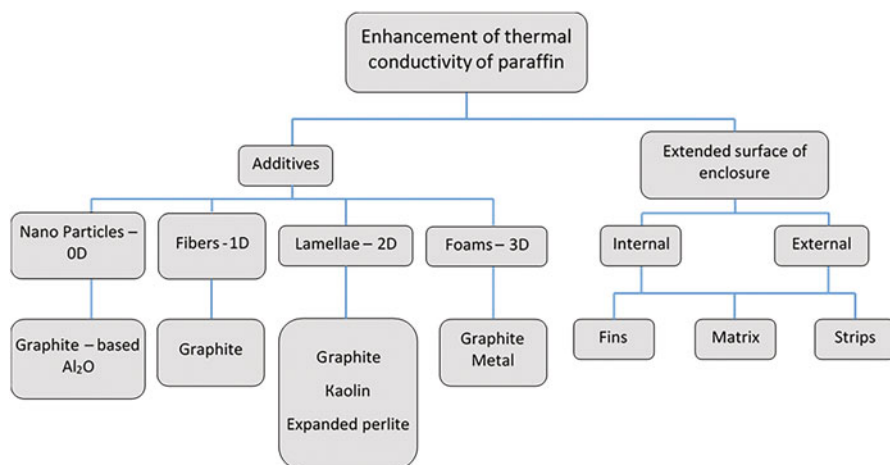 Enhancement of thermal
conductivity of paraffin
Additives
Extended surface of
enclosure
Nano Particles –
0D
Fibers - 1D
Lamellae – 2D
Foams – 3D
Internal
External
Graphite – based
Al₂O
Graphite
Graphite
Kaolin
Expanded perlite
Graphite
Metal
Fins
Matrix
Strips